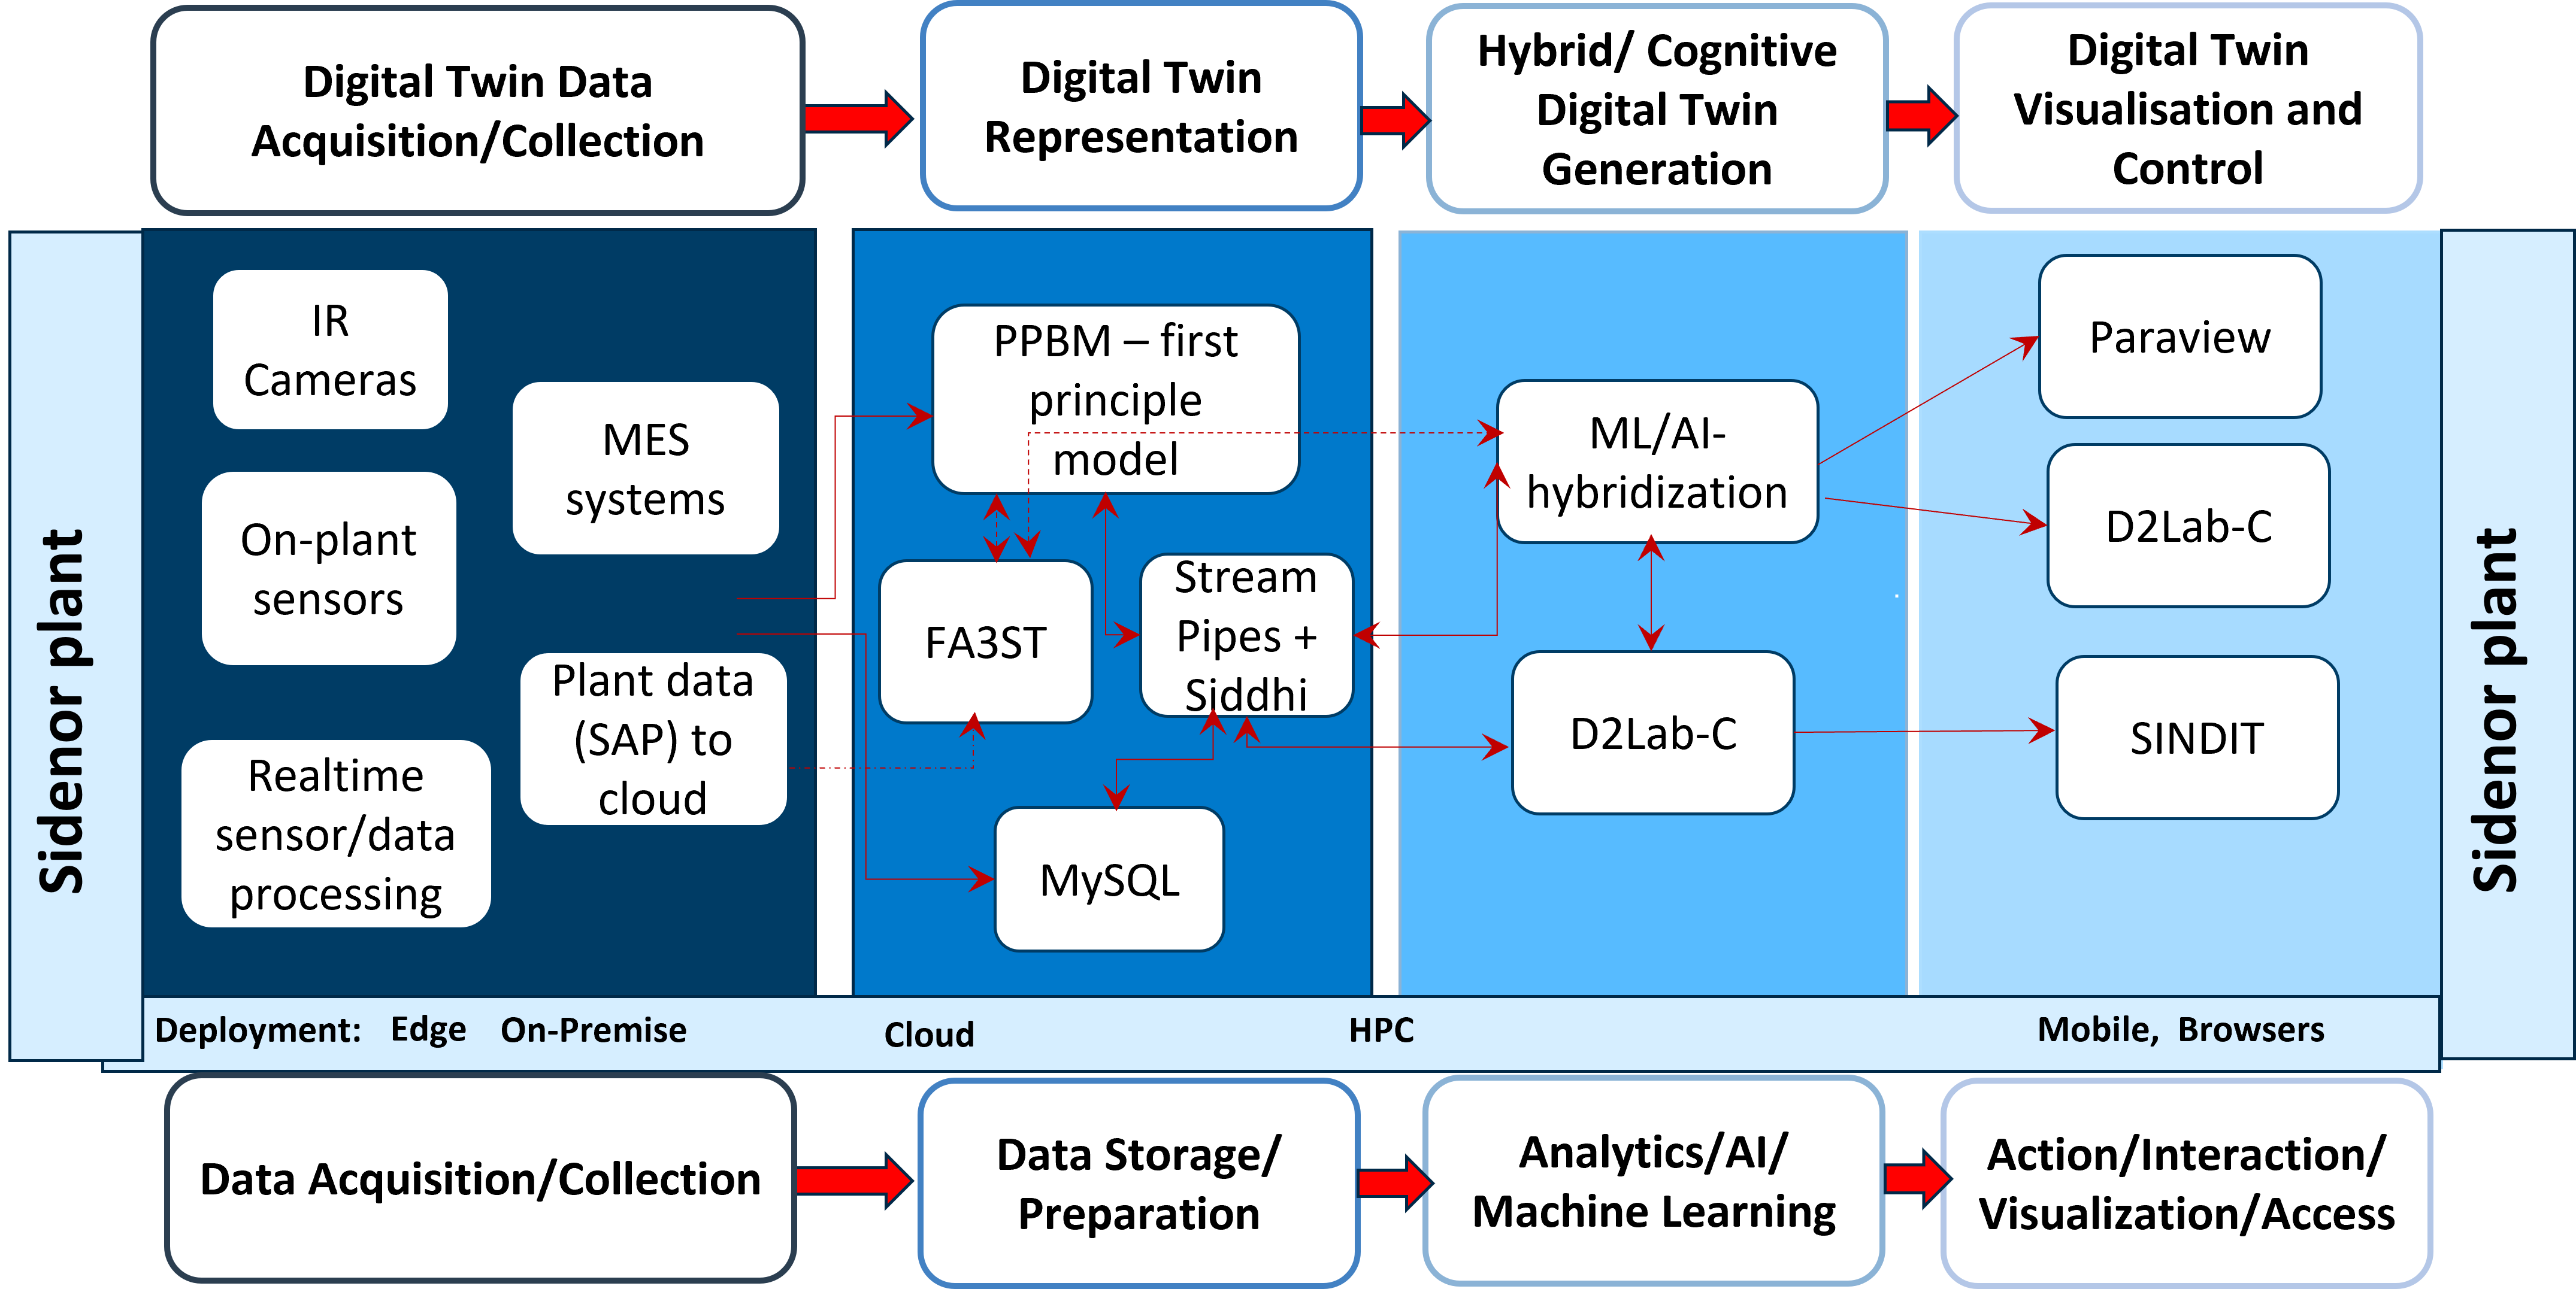 Digital Twin Data
Acquisition/Collection
Digital Twin
Representation
Hybrid/ Cognitive
Digital Twin
Generation
Digital Twin
Visualisation and
Control
Sidenor plant
IR
Cameras
MES
systems
On-plant
sensors
Plant data
(SAP) to
cloud
Realtime
sensor/data
processing
PPBM – first
principle
model
FA3ST
Stream
Pipes +
Siddhi
MySQL
ML/AI-
hybridization
D2Lab-C
Paraview
D2Lab-C
SINDIT
Sidenor plant
Deployment: Edge On-Premise Cloud HPC Mobile, Browsers
Data Acquisition/Collection
Data Storage/
Preparation
Analytics/AI/
Machine Learning
Action/Interaction/
Visualization/Access